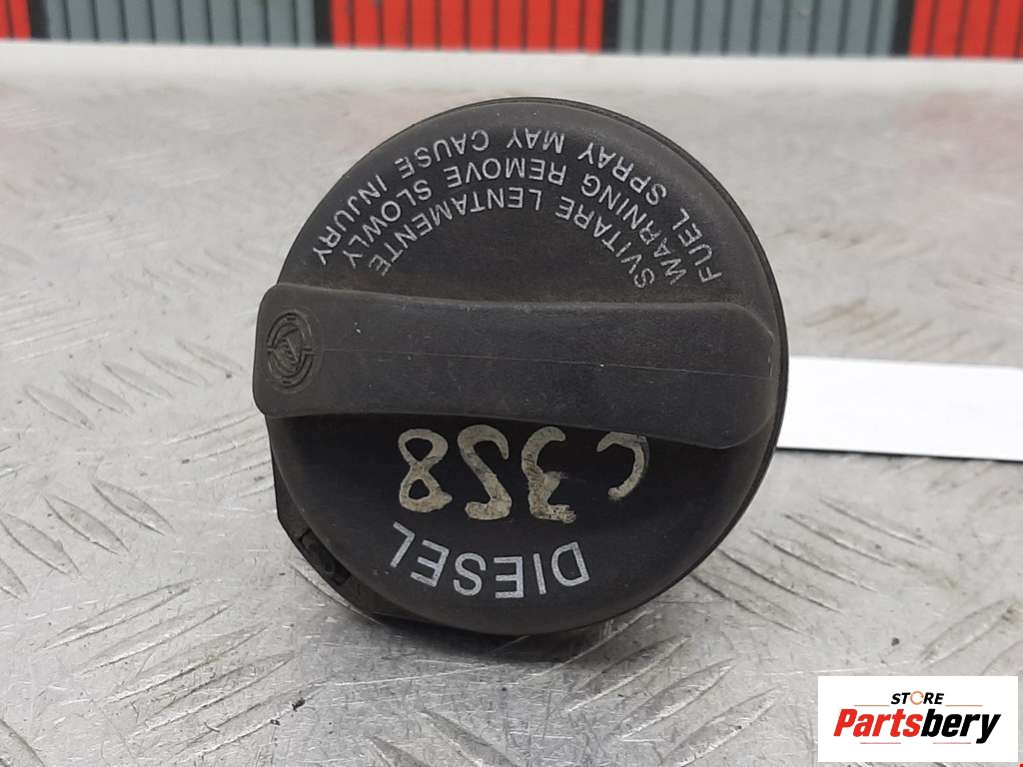 SVITARE LENTAMENTE
WARNING REMOVE SLOWLY
FUEL SPRAY MAY CAUSE INJURY
C328
DIESEL
STORE
Partsbery